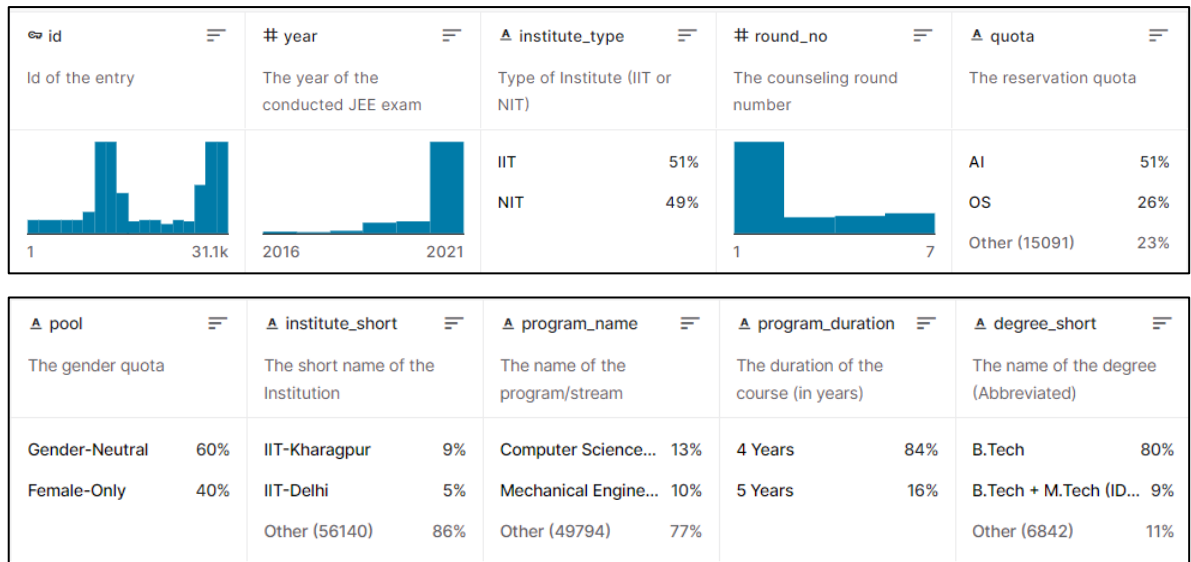 id
year
institute_type
round_no
quota
Id of the entry
The year of the
conducted JEE exam
Type of Institute (IIT or
NIT)
The counseling round
number
The reservation quota
1
31.1k
2016
2021
IIT 51%
NIT 49%
1
7
AI 51%
OS 26%
Other (15091) 23%
pool
institute_short
program_name
program_duration
degree_short
The gender quota
The short name of the
Institution
The name of the
program/stream
The duration of the
course (in years)
The name of the degree
(Abbreviated)
Gender-Neutral 60%
Female-Only 40%
IIT-Kharagpur 9%
IIT-Delhi 5%
Other (56140) 86%
Computer Science... 13%
Mechanical Engine... 10%
Other (49794) 77%
4 Years 84%
5 Years 16%
B.Tech 80%
B.Tech + M.Tech (ID... 9%
Other (6842) 11%